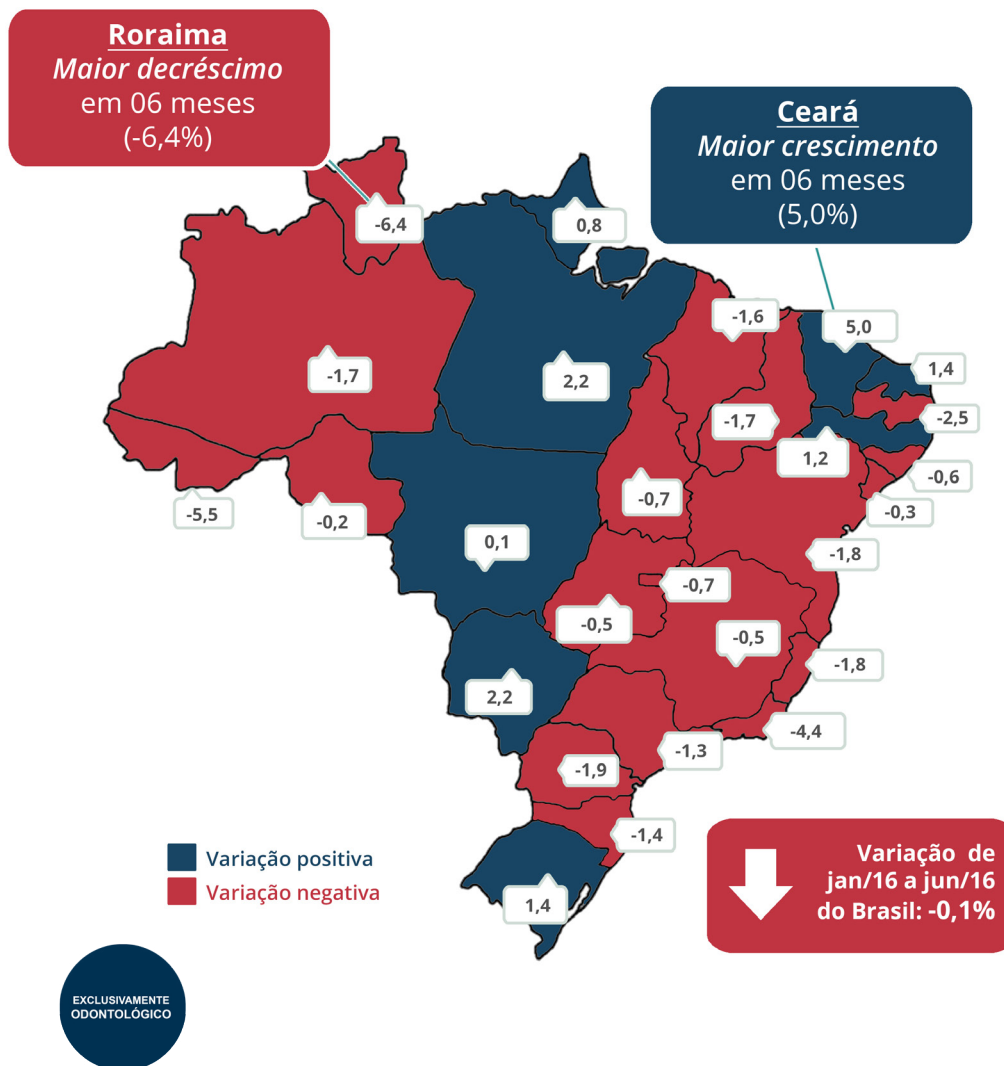 Roraima
Maior decréscimo
em 06 meses
(-6,4%)
Ceará
Maior crescimento
em 06 meses
(5,0%)
-6,4
0,8
-1,6
5,0
1,4
-1,7
2,2
-1,7
-2,5
1,2
-0,6
-5,5
-0,2
-0,7
-0,3
0,1
-1,8
-0,7
-0,5
-0,5
-1,8
2,2
-4,4
-1,3
-1,9
-1,4
1,4
Variação positiva
Variação negativa
Variação de
jan/16 a jun/16
do Brasil: -0,1%
EXCLUSIVAMENTE
ODONTOLÓGICO